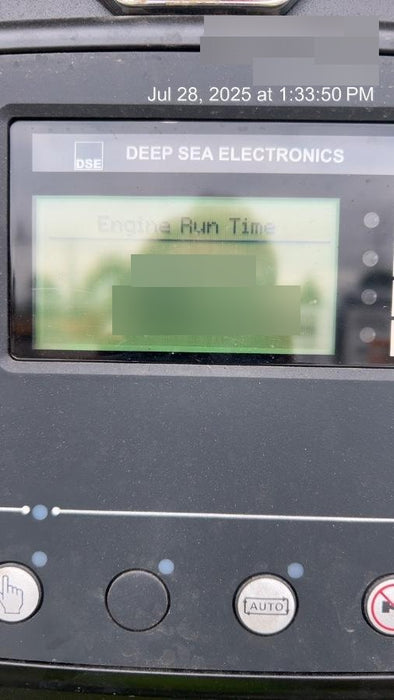 Jul 28, 2025 at 1:33:50 PM
DSE
DEEP SEA ELECTRONICS
Engine Run Time
AUTO